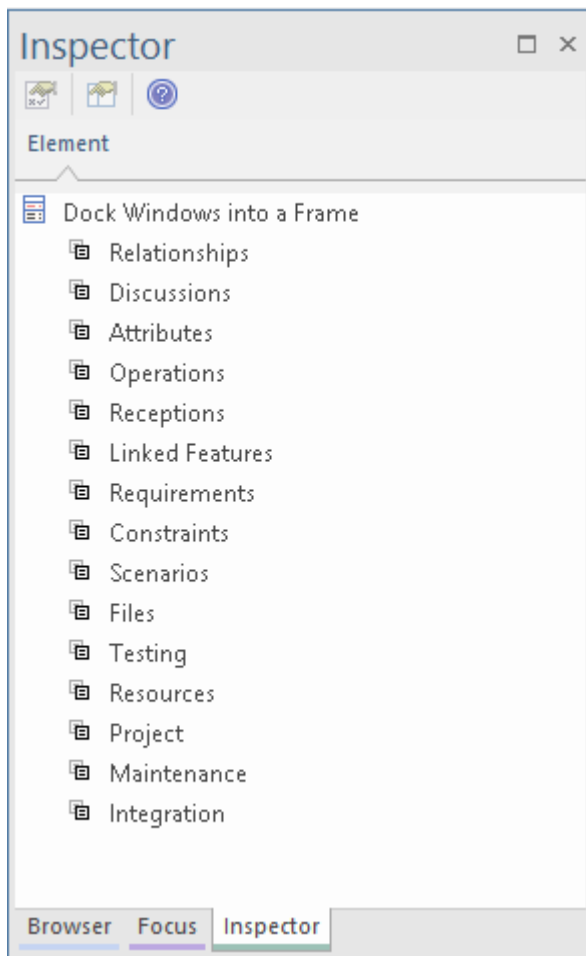 Inspector
Element
Dock Windows into a Frame
Relationships
Discussions
Attributes
Operations
Receptions
Linked Features
Requirements
Constraints
Scenarios
Files
Testing
Resources
Project
Maintenance
Integration
Browser Focus Inspector